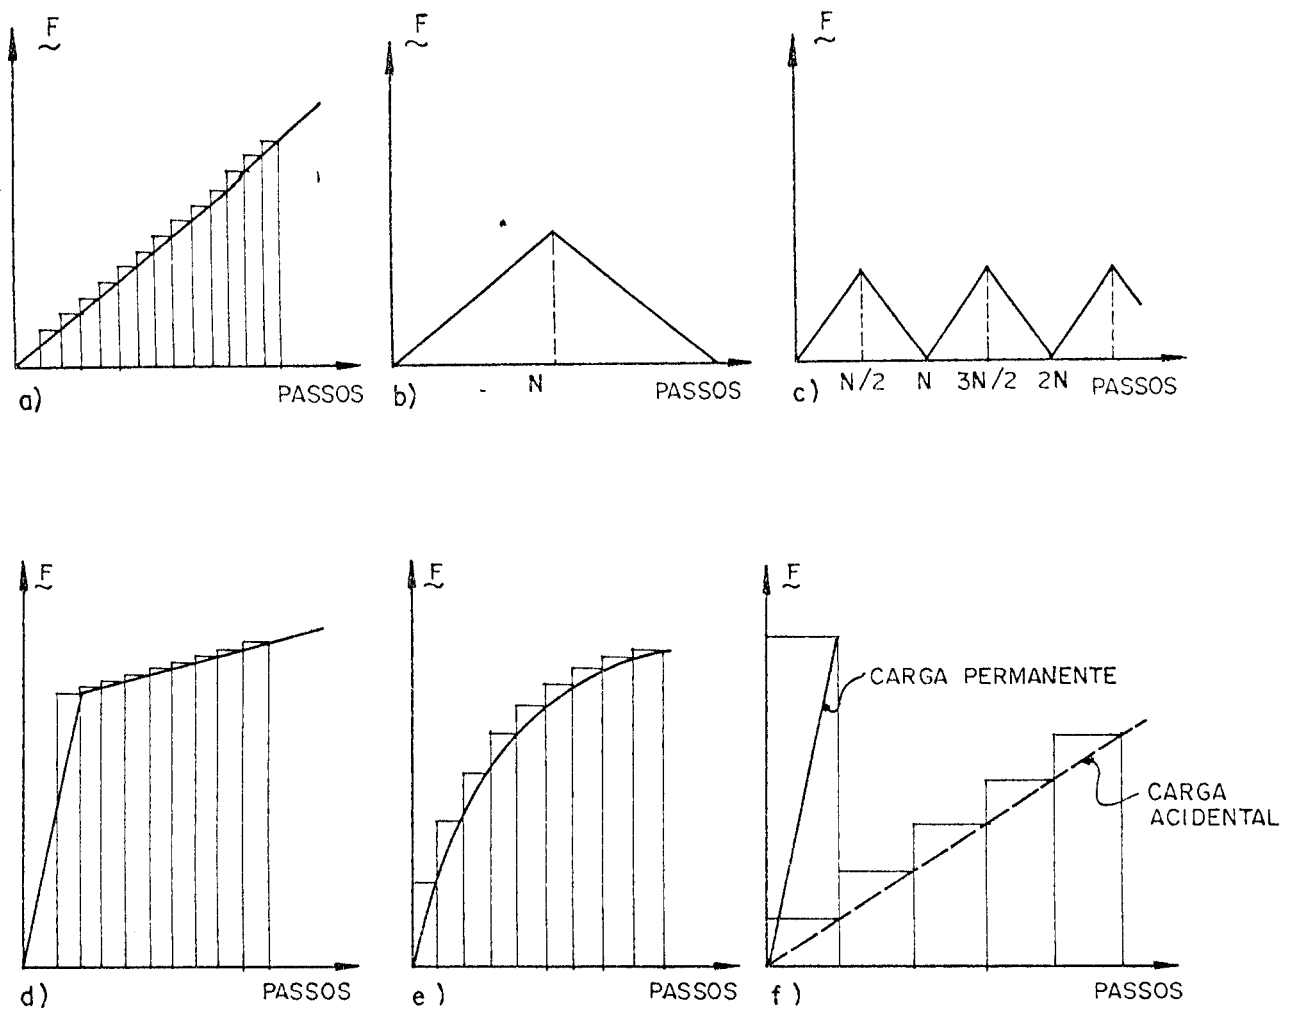 F
PASSOS
a)
F
N
PASSOS
b)
F
N/2 N 3N/2 2N PASSOS
c)
F
PASSOS
d)
F
PASSOS
e)
F
CARGA PERMANENTE
CARGA
ACIDENTAL
PASSOS
f)